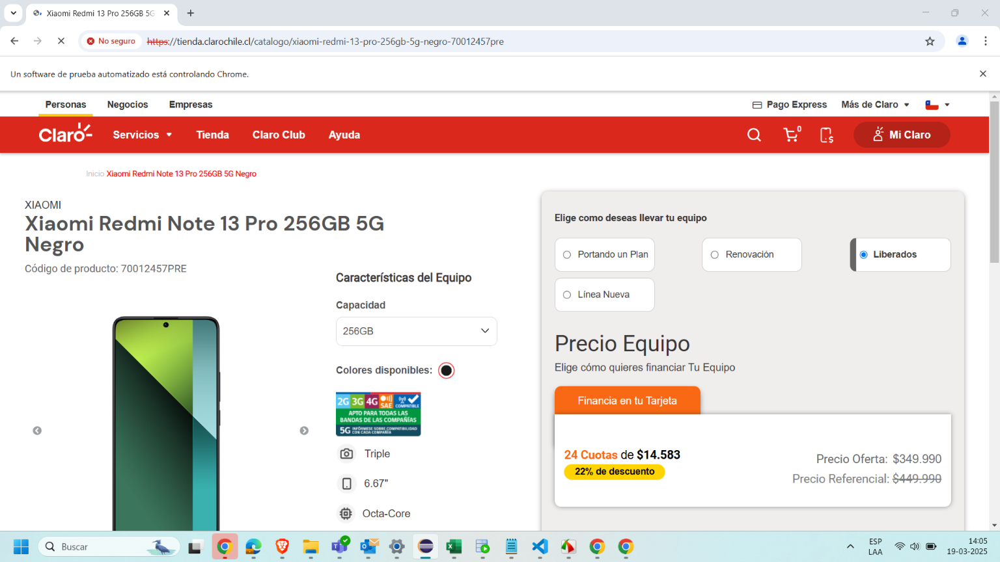 Xiaomi Redmi 13 Pro 256GB 5G
No seguro
https://tienda.clarochile.cl/catalogo/xiaomi-redmi-13-pro-256gb-5g-negro-70012457pre
Un software de prueba automatizado está controlando Chrome.
Personas Negocios Empresas Pago Express Más de Claro
Claro Servicios Tienda Claro Club Ayuda 0 Mi Claro
Inicio Xiaomi Redmi Note 13 Pro 256GB 5G Negro
XIAOMI
Xiaomi Redmi Note 13 Pro 256GB 5G
Negro
Código de producto: 70012457PRE
Características del Equipo
Capacidad
256GB
Colores disponibles:
2G 3G 4G SAE COMPATIBLE
APTO PARA TODAS LAS
BANDAS DE LAS COMPAÑÍAS
5G INFÓRMESE SOBRE COMPATIBILIDAD
CON CADA COMPAÑÍA
Triple
6.67"
Octa-Core
Elige como deseas llevar tu equipo
Portando un Plan Renovación Liberados
Línea Nueva
Precio Equipo
Elige cómo quieres financiar Tu Equipo
Financia en tu Tarjeta
24 Cuotas de $14.583
22% de descuento
Precio Oferta: $349.990
Precio Referencial: $449.990
Buscar
ESP
LAA
14:05
19-03-2025